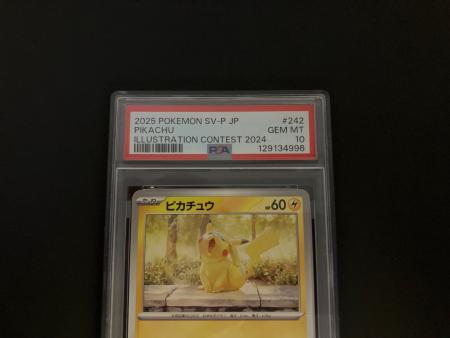 2025 POKEMON SV-P JP #242
PIKACHU GEM MT
ILLUSTRATION CONTEST 2024 10
PSA 129134996
ピカチュウ HP60